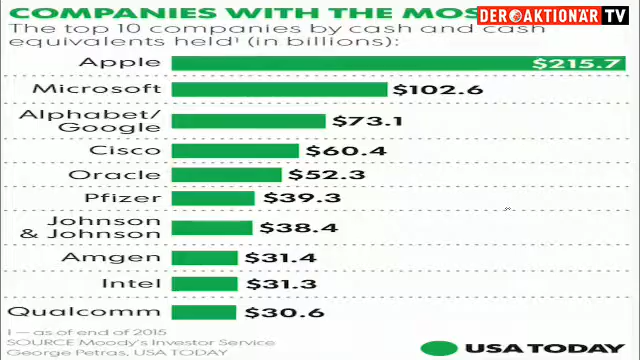 COMPANIES WITH THE MOS
DER AKTIONÄR TV
The top 10 companies by cash and cash
equivalents held¹ (in billions):
Apple $215.7
Microsoft $102.6
Alphabet/
Google $73.1
Cisco $60.4
Oracle $52.3
Pfizer $39.3
Johnson
& Johnson $38.4
Amgen $31.4
Intel $31.3
Qualcomm $30.6
1 — as of end of 2015
SOURCE Moody's Investor Service
George Petras, USA TODAY
USA TODAY